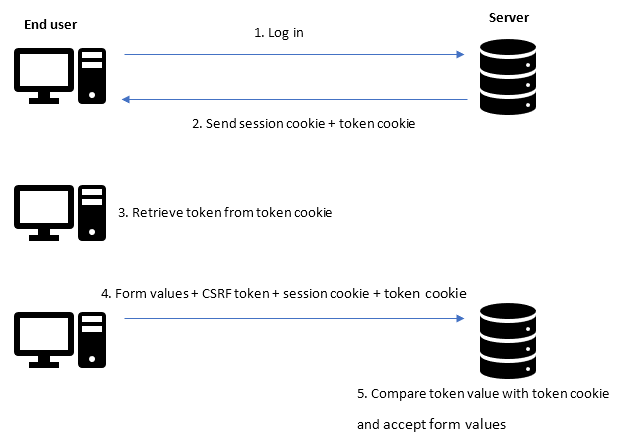 End user
Server
1. Log in
2. Send session cookie + token cookie
3. Retrieve token from token cookie
4. Form values + CSRF token + session cookie + token cookie
5. Compare token value with token cookie
and accept form values